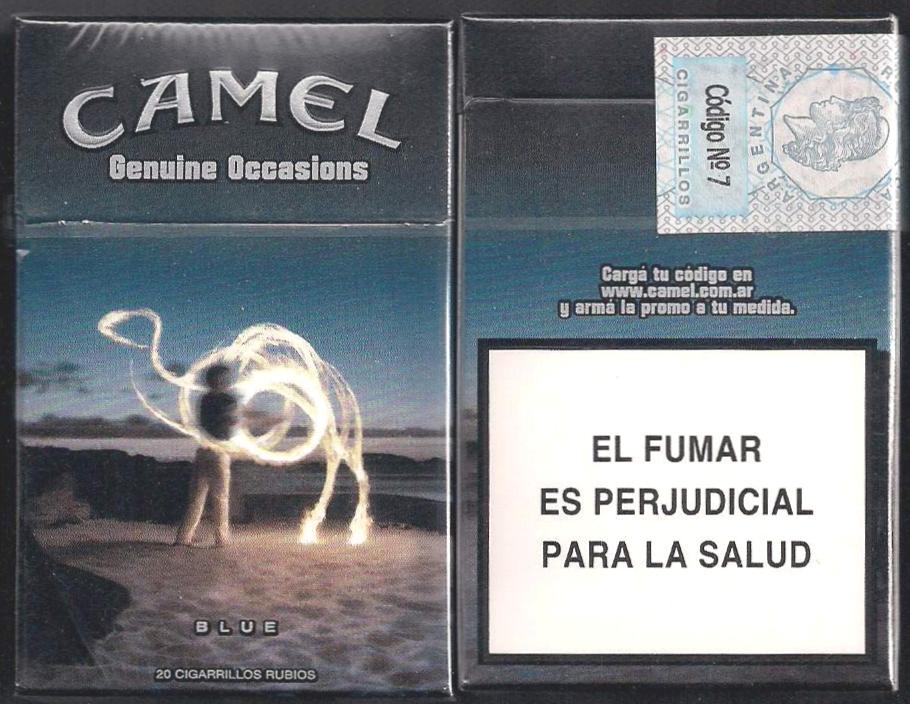 CAMEL
Genuine Occasions
BLUE
20 CIGARRILLOS RUBIOS
CIGARRILLOS
Código Nº 7
ARGENTINA
Cargá tu código en
www.camel.com.ar
y armá la promo a tu medida.
EL FUMAR
ES PERJUDICIAL
PARA LA SALUD